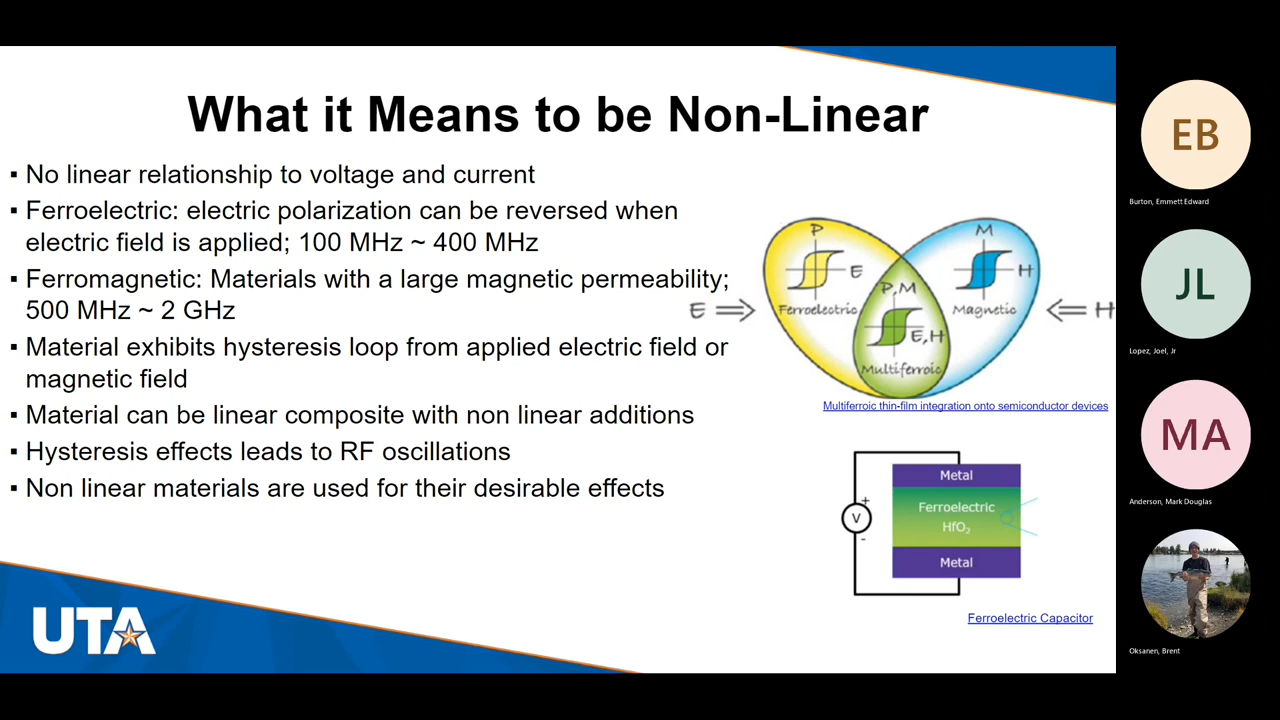 What it Means to be Non-Linear
▪ No linear relationship to voltage and current
▪ Ferroelectric: electric polarization can be reversed when
electric field is applied; 100 MHz ~ 400 MHz
▪ Ferromagnetic: Materials with a large magnetic permeability;
500 MHz ~ 2 GHz
▪ Material exhibits hysteresis loop from applied electric field or
magnetic field
▪ Material can be linear composite with non linear additions
▪ Hysteresis effects leads to RF oscillations
▪ Non linear materials are used for their desirable effects
P
E
Ferroelectric
M
H
Magnetic
P,M
E,H
Multiferroic
E
H
Multiferroic thin-film integration onto semiconductor devices
Metal
Ferroelectric
HfO₂
Metal
V
+
-
Ferroelectric Capacitor
UTA
EB
Burton, Emmett Edward
JL
Lopez, Joel, Jr
MA
Anderson, Mark Douglas
Oksanen, Brent